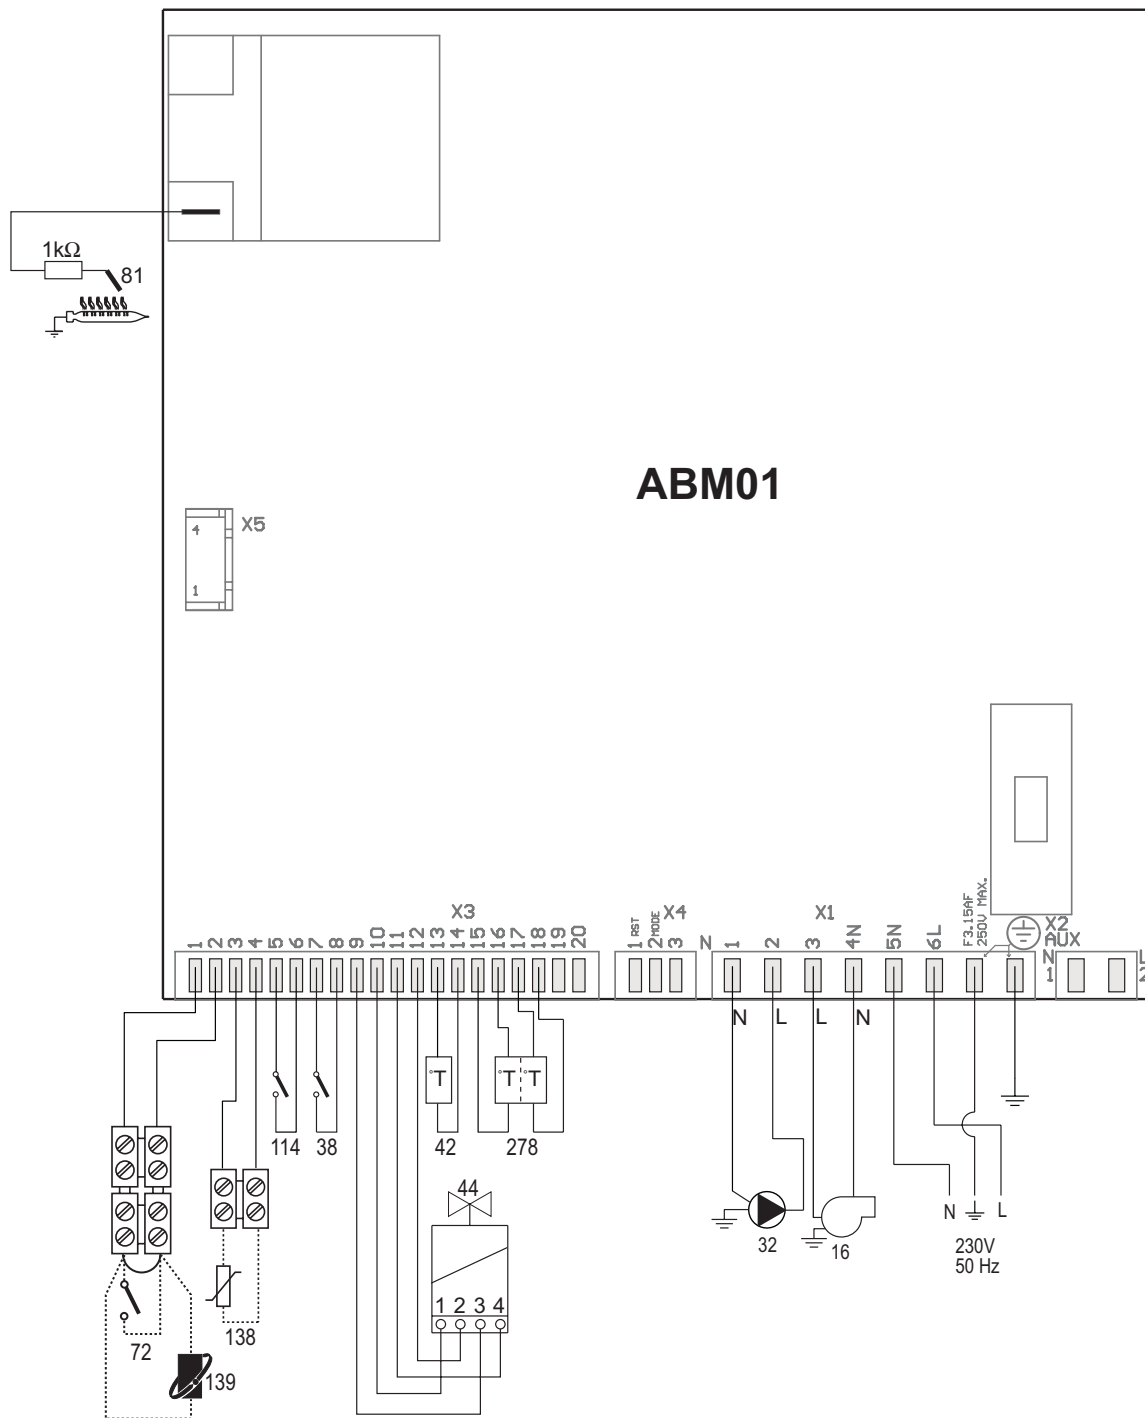 1kΩ
81
ABM01
X5
4
1
X3
X4
X1
X2
AUX
1 2 3 4 5 6 7 8 9 10 11 12 13 14 15 16 17 18 19 20
1 RST
2 MODE
3
N
1 2 3 4N 5N 6L
F3.15AF
250V MAX.
N
1
L
2
N L L N
°T
°T °T
114 38 42 278
44
1 2 3 4
32
16
N L
230V
50 Hz
72
138
139